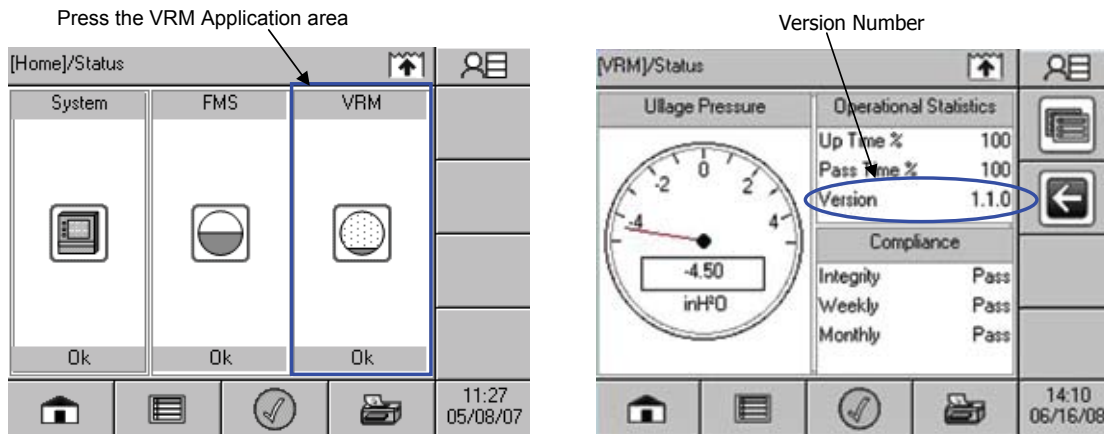 Press the VRM Application area
[Home]/Status
System
FMS
VRM
Ok
Ok
Ok
11:27
05/08/07
Version Number
[VRM]/Status
Ullage Pressure
-4
-2
0
2
4
-4.50
inH²O
Operational Statistics
Up Time % 100
Pass Time % 100
Version 1.1.0
Compliance
Integrity Pass
Weekly Pass
Monthly Pass
14:10
06/16/08